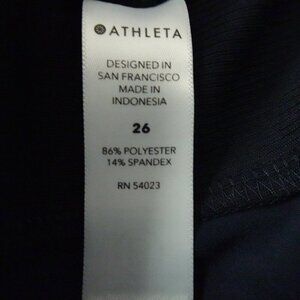 ATHLETA
DESIGNED IN
SAN FRANCISCO
MADE IN
INDONESIA
26
86% POLYESTER
14% SPANDEX
RN 54023